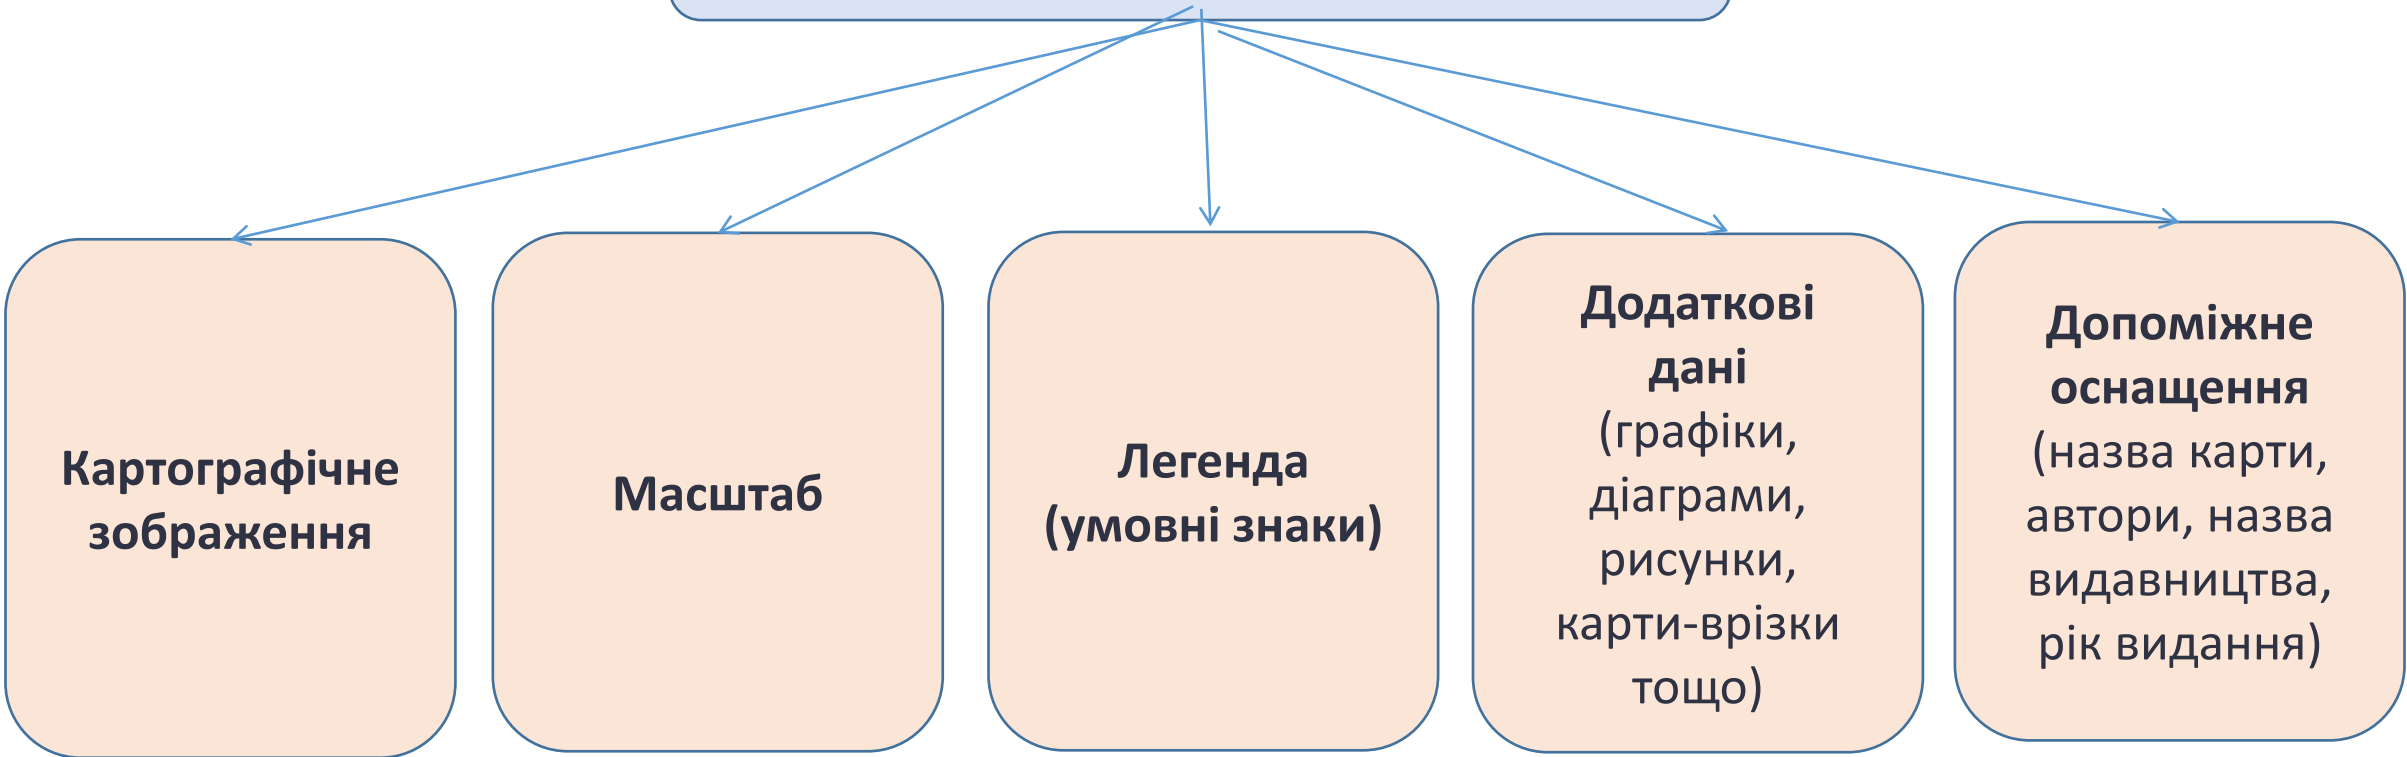 Картографічне
зображення
Масштаб
Легенда
(умовні знаки)
Додаткові
дані
(графіки,
діаграми,
рисунки,
карти-врізки
тощо)
Допоміжне
оснащення
(назва карти,
автори, назва
видавництва,
рік видання)